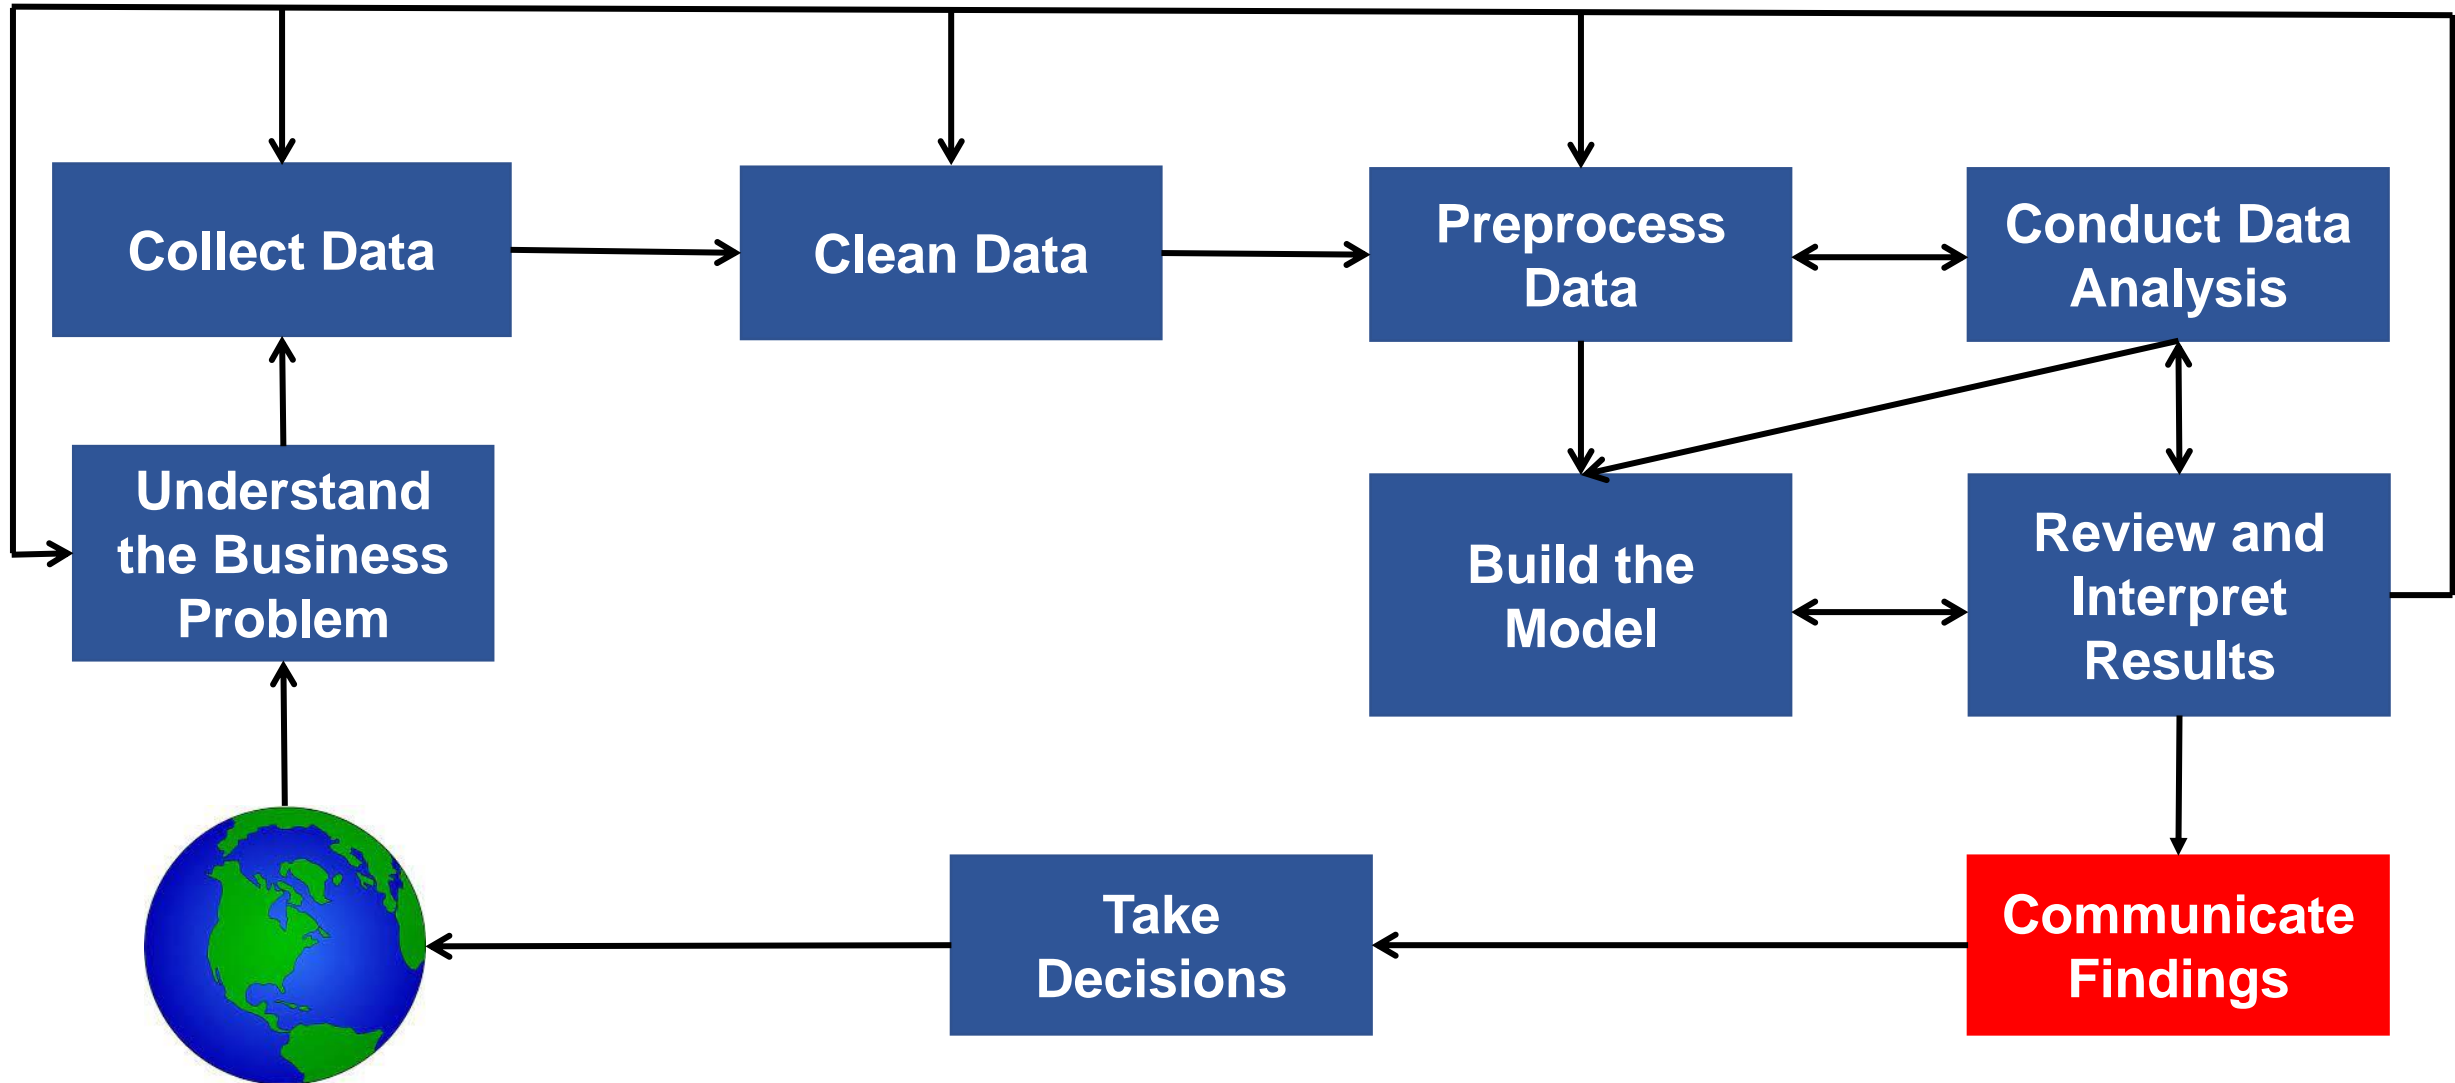 Collect Data
Clean Data
Preprocess
Data
Conduct Data
Analysis
Understand
the Business
Problem
Build the
Model
Review and
Interpret
Results
Take
Decisions
Communicate
Findings